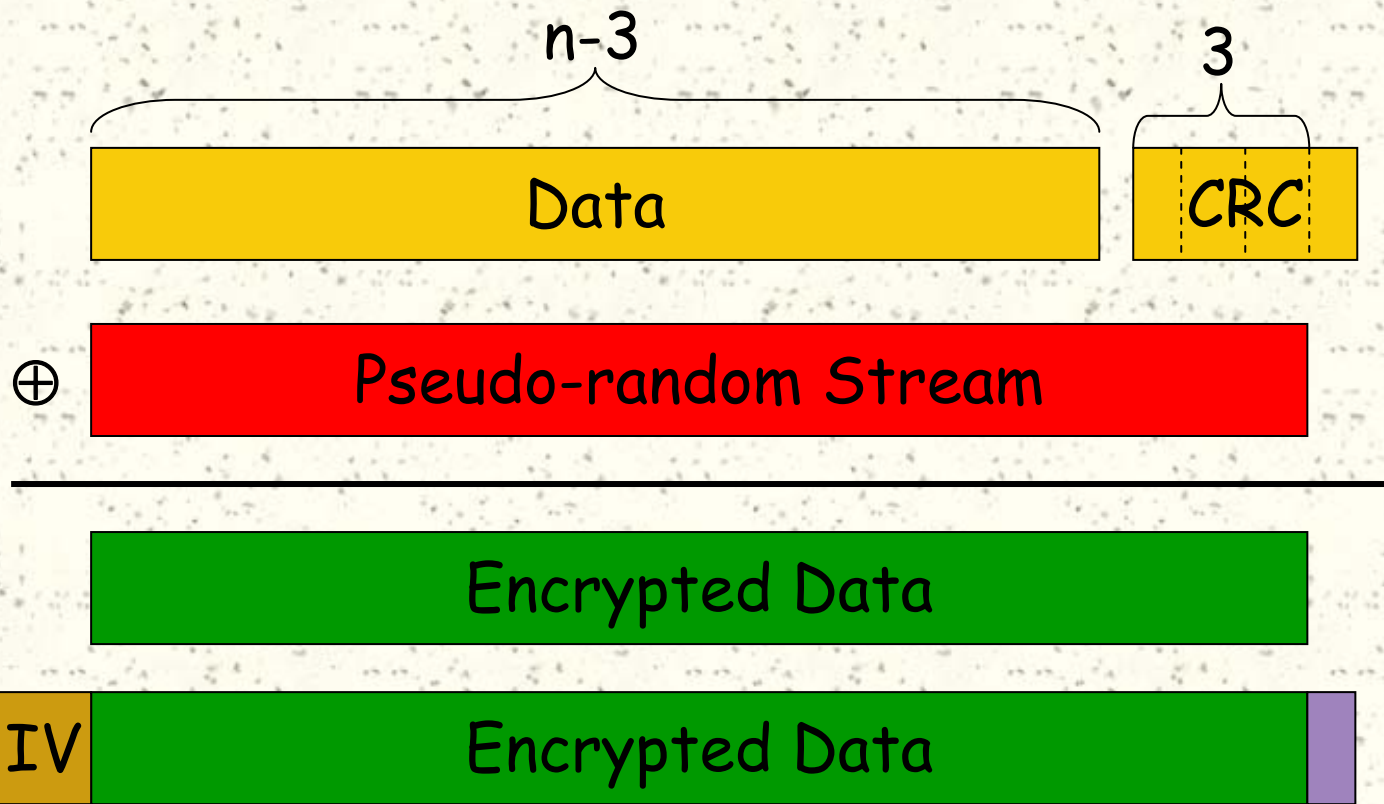 n-3
3
Data
CRC
⊕
Pseudo-random Stream
Encrypted Data
IV
Encrypted Data